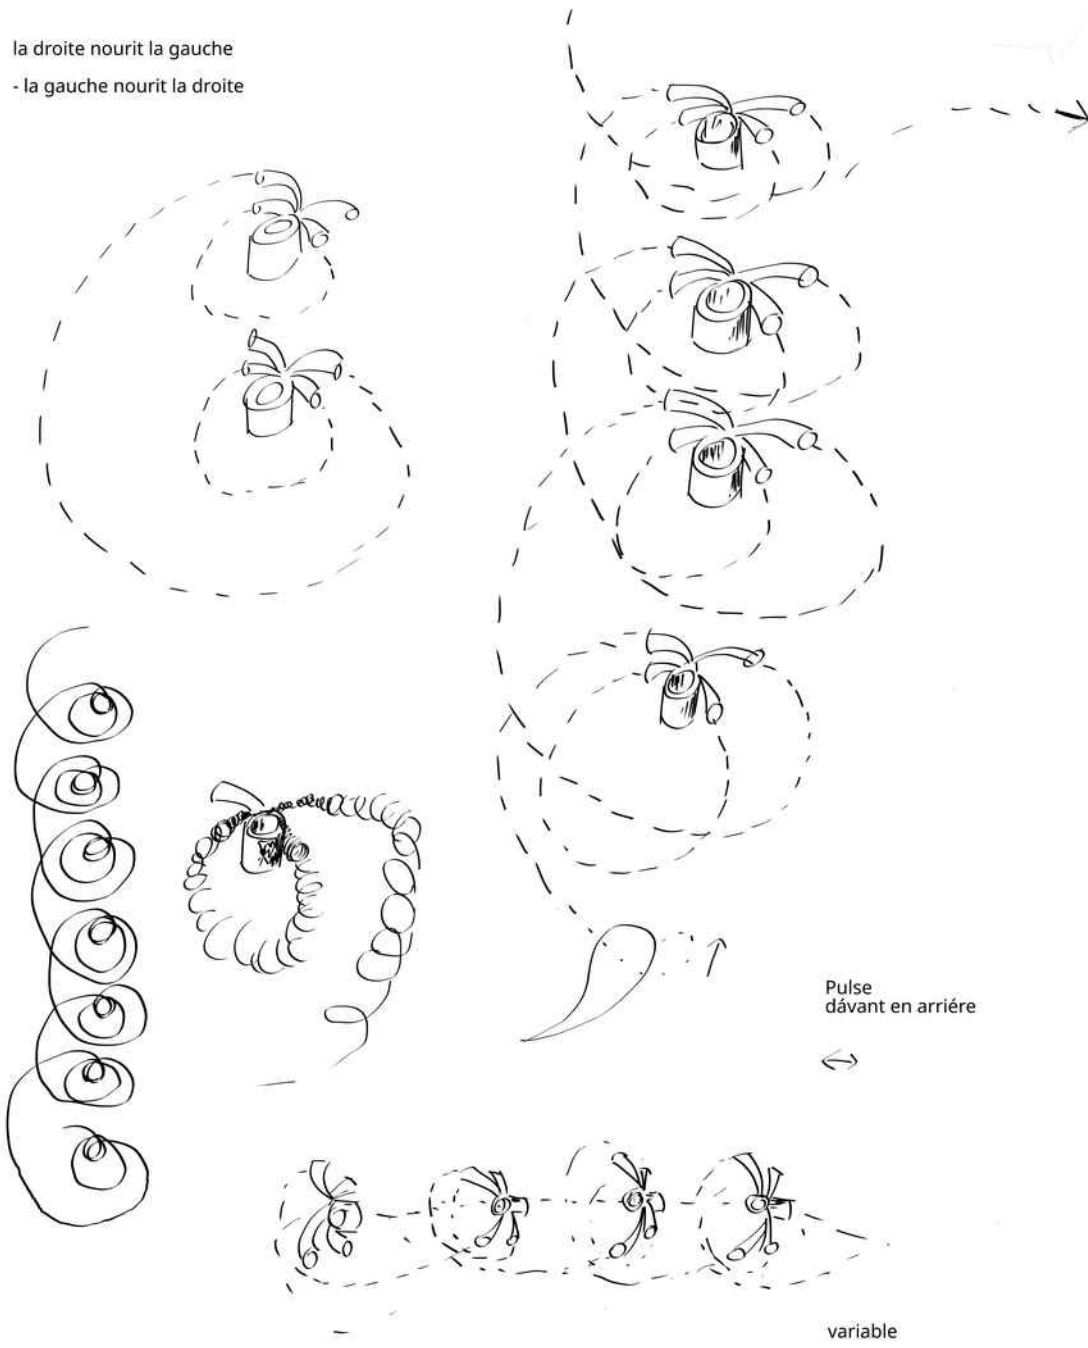 la droite nourit la gauche
- la gauche nourit la droite
Pulse
dávant en arriére
variable